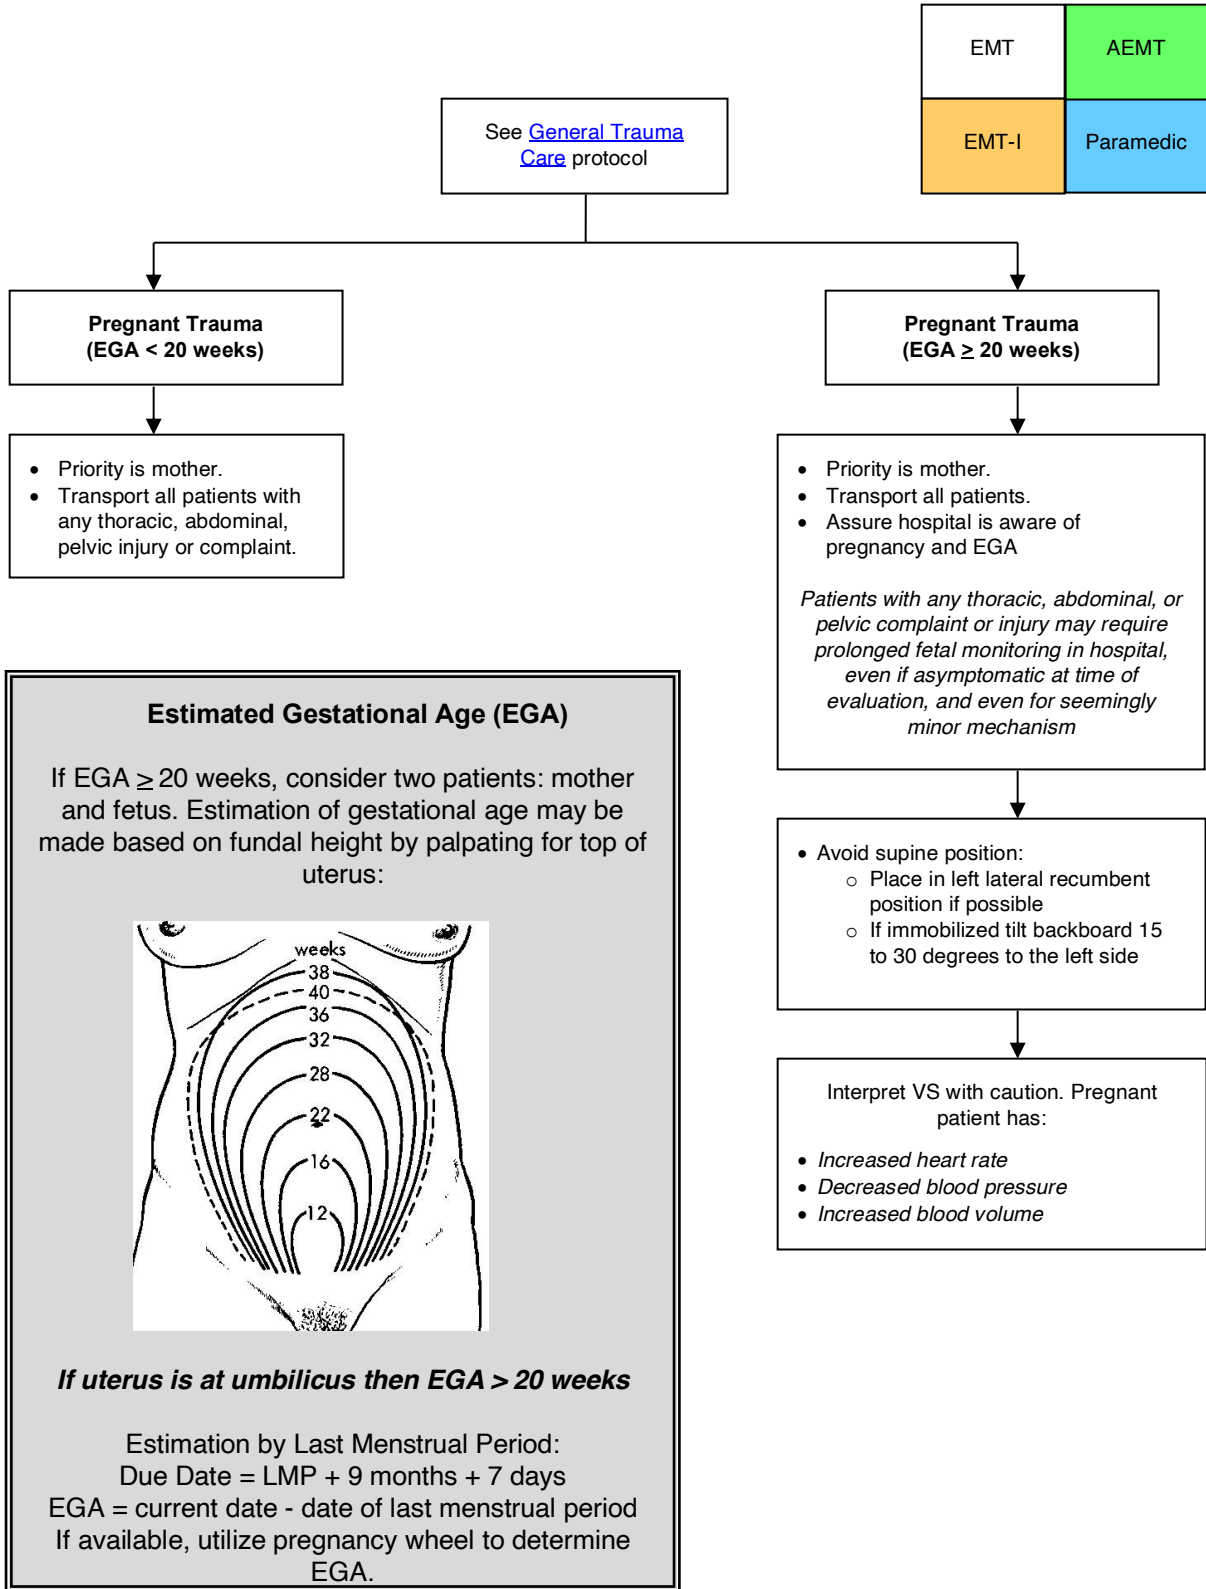 EMT
AEMT
EMT-I
Paramedic
See General Trauma
Care protocol
Pregnant Trauma
(EGA < 20 weeks)
• Priority is mother.
• Transport all patients with
any thoracic, abdominal,
pelvic injury or complaint.
Pregnant Trauma
(EGA ≥ 20 weeks)
• Priority is mother.
• Transport all patients.
• Assure hospital is aware of
pregnancy and EGA
Patients with any thoracic, abdominal, or
pelvic complaint or injury may require
prolonged fetal monitoring in hospital,
even if asymptomatic at time of
evaluation, and even for seemingly
minor mechanism
• Avoid supine position:
o Place in left lateral recumbent
position if possible
o If immobilized tilt backboard 15
to 30 degrees to the left side
Interpret VS with caution. Pregnant
patient has:
• Increased heart rate
• Decreased blood pressure
• Increased blood volume
Estimated Gestational Age (EGA)
If EGA ≥ 20 weeks, consider two patients: mother
and fetus. Estimation of gestational age may be
made based on fundal height by palpating for top of
uterus:
weeks
38
40
36
32
28
22
16
12
If uterus is at umbilicus then EGA > 20 weeks
Estimation by Last Menstrual Period:
Due Date = LMP + 9 months + 7 days
EGA = current date - date of last menstrual period
If available, utilize pregnancy wheel to determine
EGA.